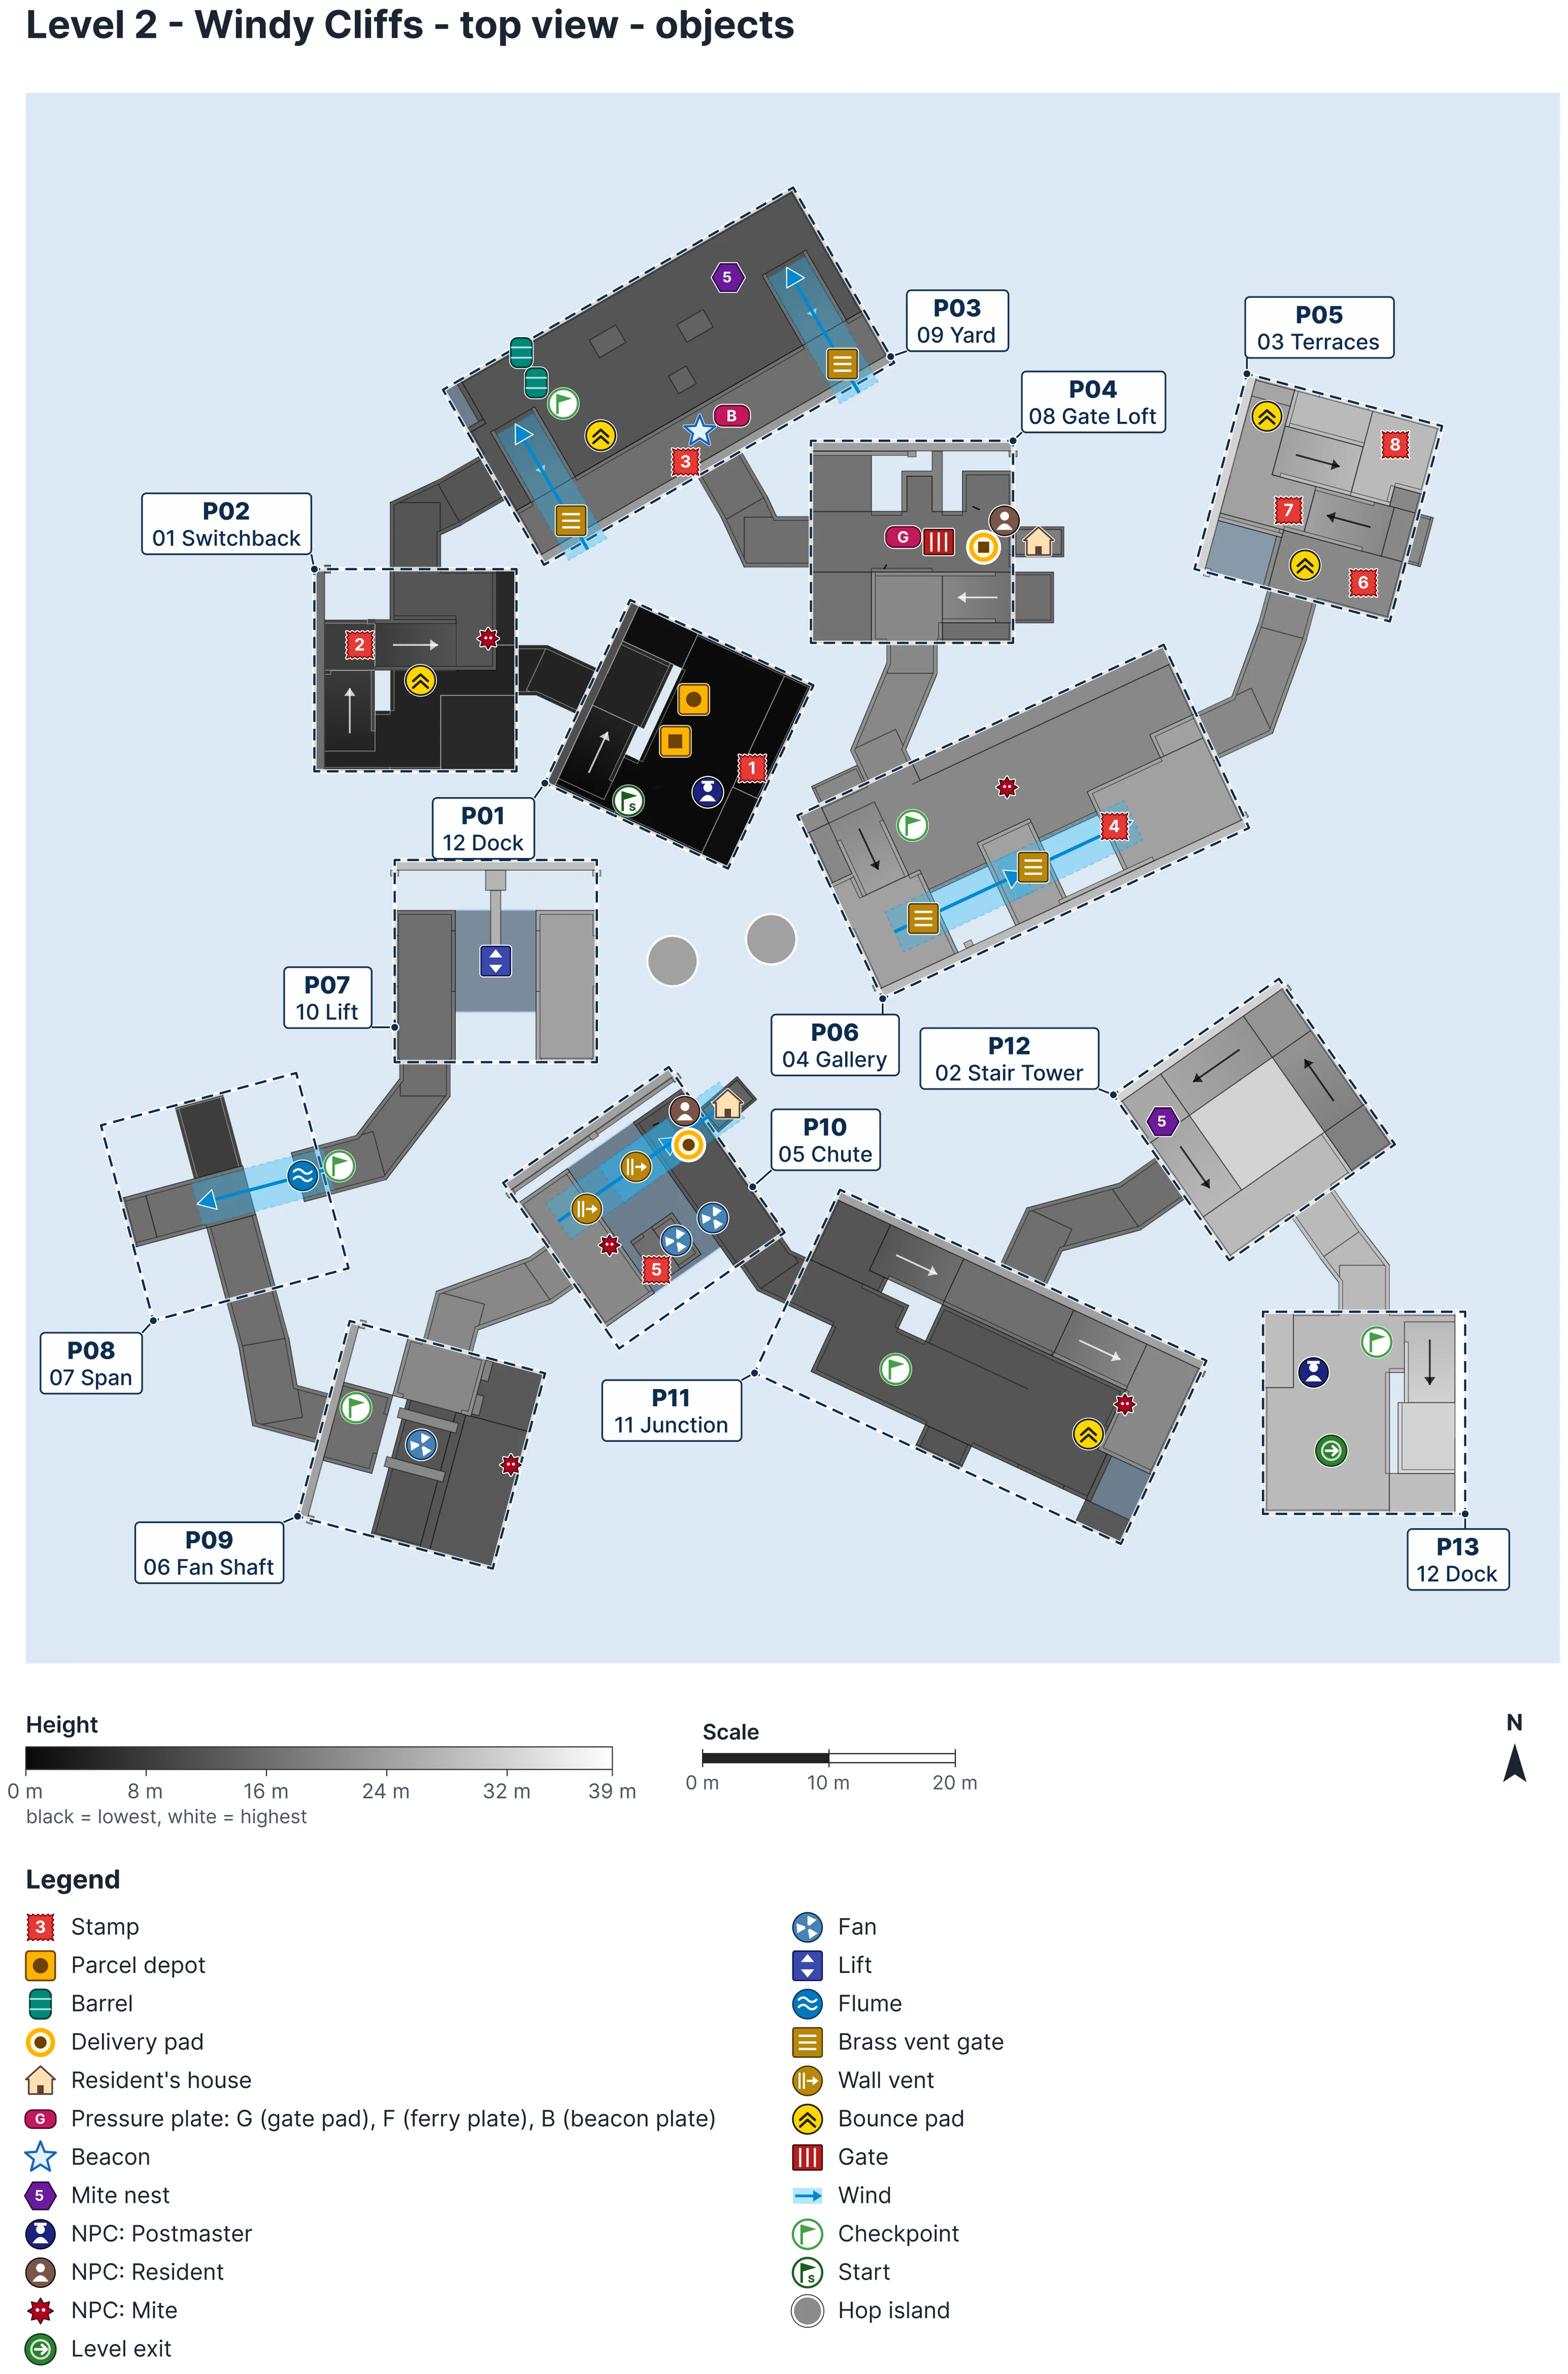 Level 2 - Windy Cliffs - top view - objects
5
P03
09 Yard
P05
03 Terraces
P04
08 Gate Loft
B
3
8
7
6
P02
01 Switchback
G
2
1
S
P01
12 Dock
4
P07
10 Lift
P06
04 Gallery
P12
02 Stair Tower
5
P10
05 Chute
5
P08
07 Span
P11
11 Junction
P09
06 Fan Shaft
P13
12 Dock
Height
0 m
8 m
16 m
24 m
32 m
39 m
black = lowest, white = highest
Scale
0 m
10 m
20 m
N
Legend
3 Stamp
Parcel depot
Barrel
Delivery pad
Resident's house
G Pressure plate: G (gate pad), F (ferry plate), B (beacon plate)
Beacon
5 Mite nest
NPC: Postmaster
NPC: Resident
NPC: Mite
Level exit
Fan
Lift
Flume
Brass vent gate
Wall vent
Bounce pad
Gate
Wind
Checkpoint
S Start
Hop island